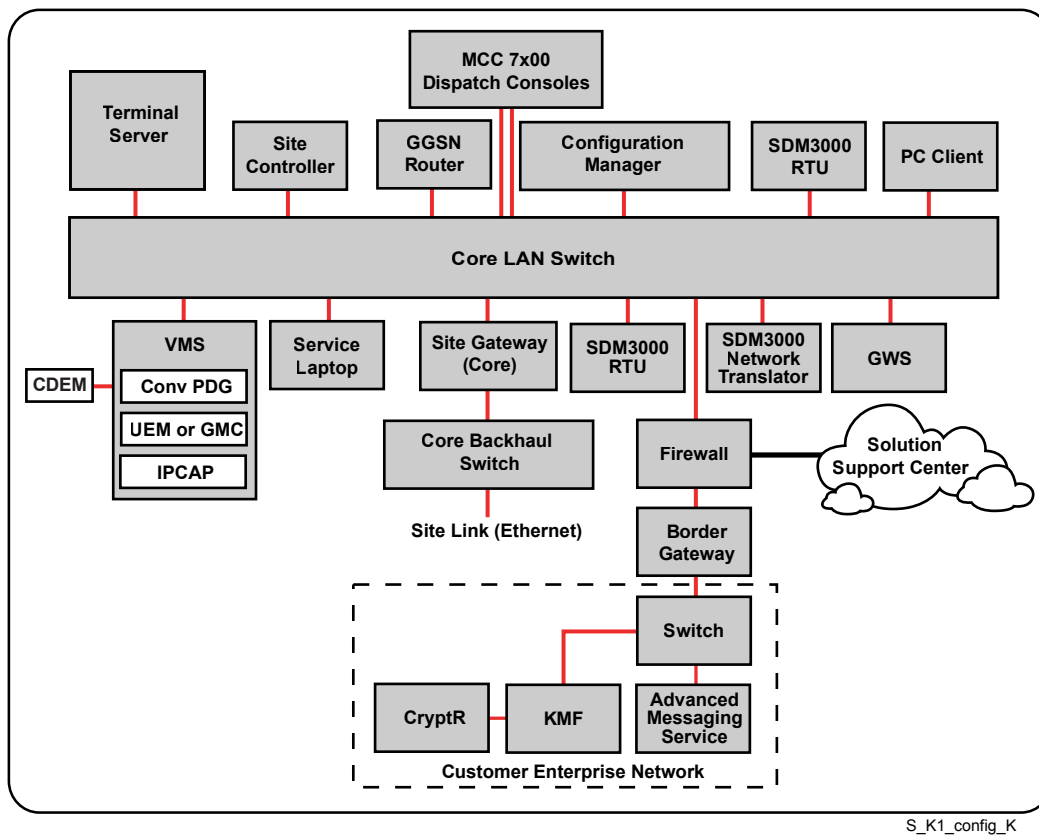 MCC 7x00
Dispatch Consoles
Terminal
Server
Site
Controller
GGSN
Router
Configuration
Manager
SDM3000
RTU
PC Client
Core LAN Switch
VMS
Conv PDG
UEM or GMC
IPCAP
CDEM
Service
Laptop
Site Gateway
(Core)
SDM3000
RTU
SDM3000
Network
Translator
GWS
Core Backhaul
Switch
Firewall
Solution
Support Center
Site Link (Ethernet)
Border
Gateway
Switch
CryptR
KMF
Advanced
Messaging
Service
Customer Enterprise Network
S_K1_config_K